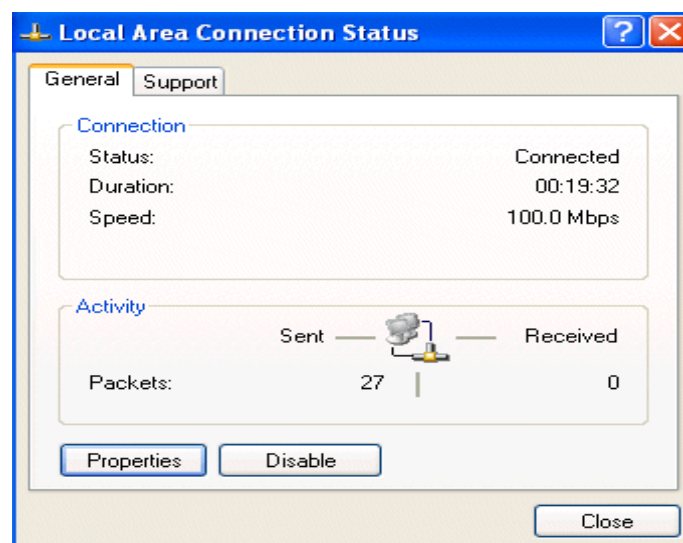 Local Area Connection Status
General Support
Connection
Status: Connected
Duration: 00:19:32
Speed: 100.0 Mbps
Activity
Sent Received
Packets: 27 0
Properties Disable
Close